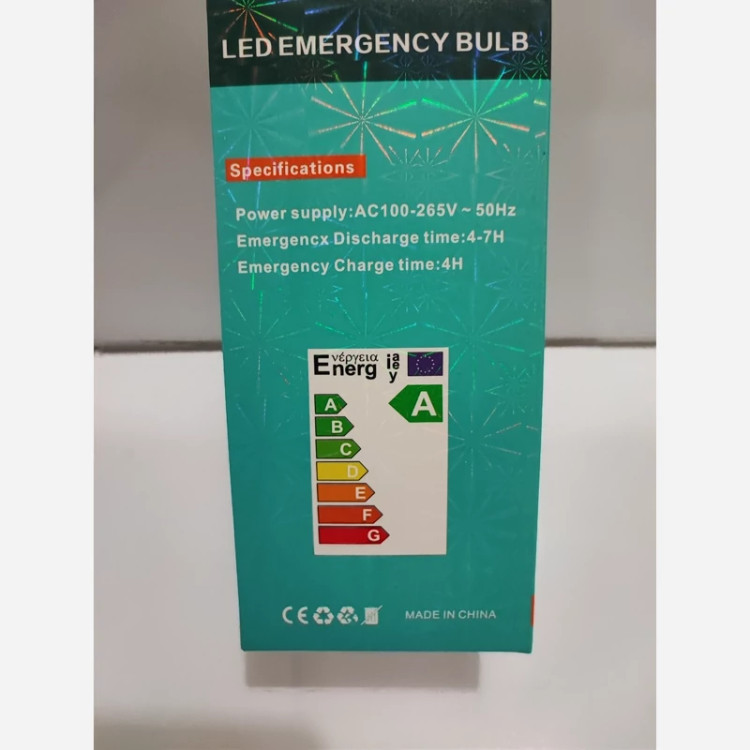 LED EMERGENCY BULB
Specifications
Power supply:AC100-265V ~ 50Hz
Emergencx Discharge time:4-7H
Emergency Charge time:4H
Energ
νέργεια
ia
e
y
A
A
B
C
D
E
F
G
CE
MADE IN CHINA